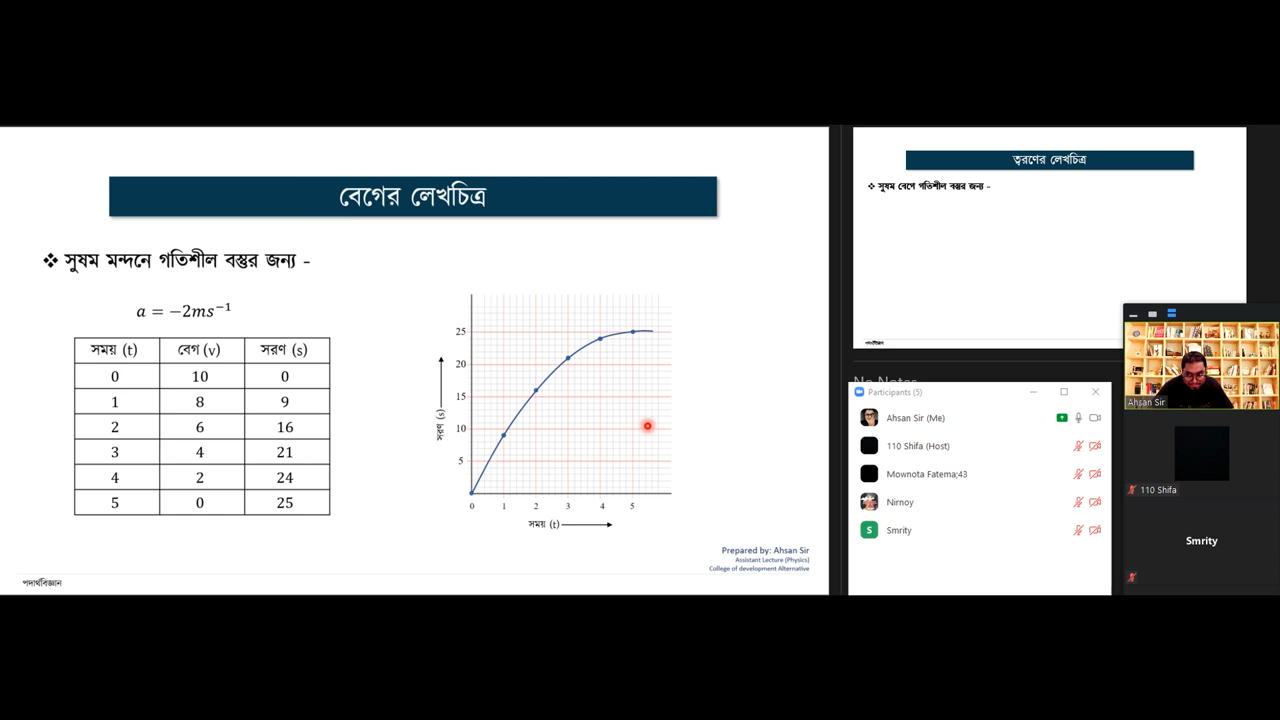 বেগের লেখচিত্র
❖ সুষম মন্দনে গতিশীল বস্তুর জন্য -
a = −2ms⁻¹
সময় (t) বেগ (v) সরণ (s)
0 10 0
1 8 9
2 6 16
3 4 21
4 2 24
5 0 25
25
20
15
10
5
সরণ (s)
0 1 2 3 4 5
সময় (t)
Prepared by: Ahsan Sir
Assistant Lecture (Physics)
College of development Alternative
পদার্থবিজ্ঞান
ত্বরণের লেখচিত্র
❖ সুষম বেগে গতিশীল বস্তুর জন্য -
পদার্থবিজ্ঞান
No Notes
Participants (5)
Ahsan Sir (Me)
110 Shifa (Host)
Mownota Fatema;43
Nirnoy
S Smrity
Ahsan Sir
110 Shifa
Smrity